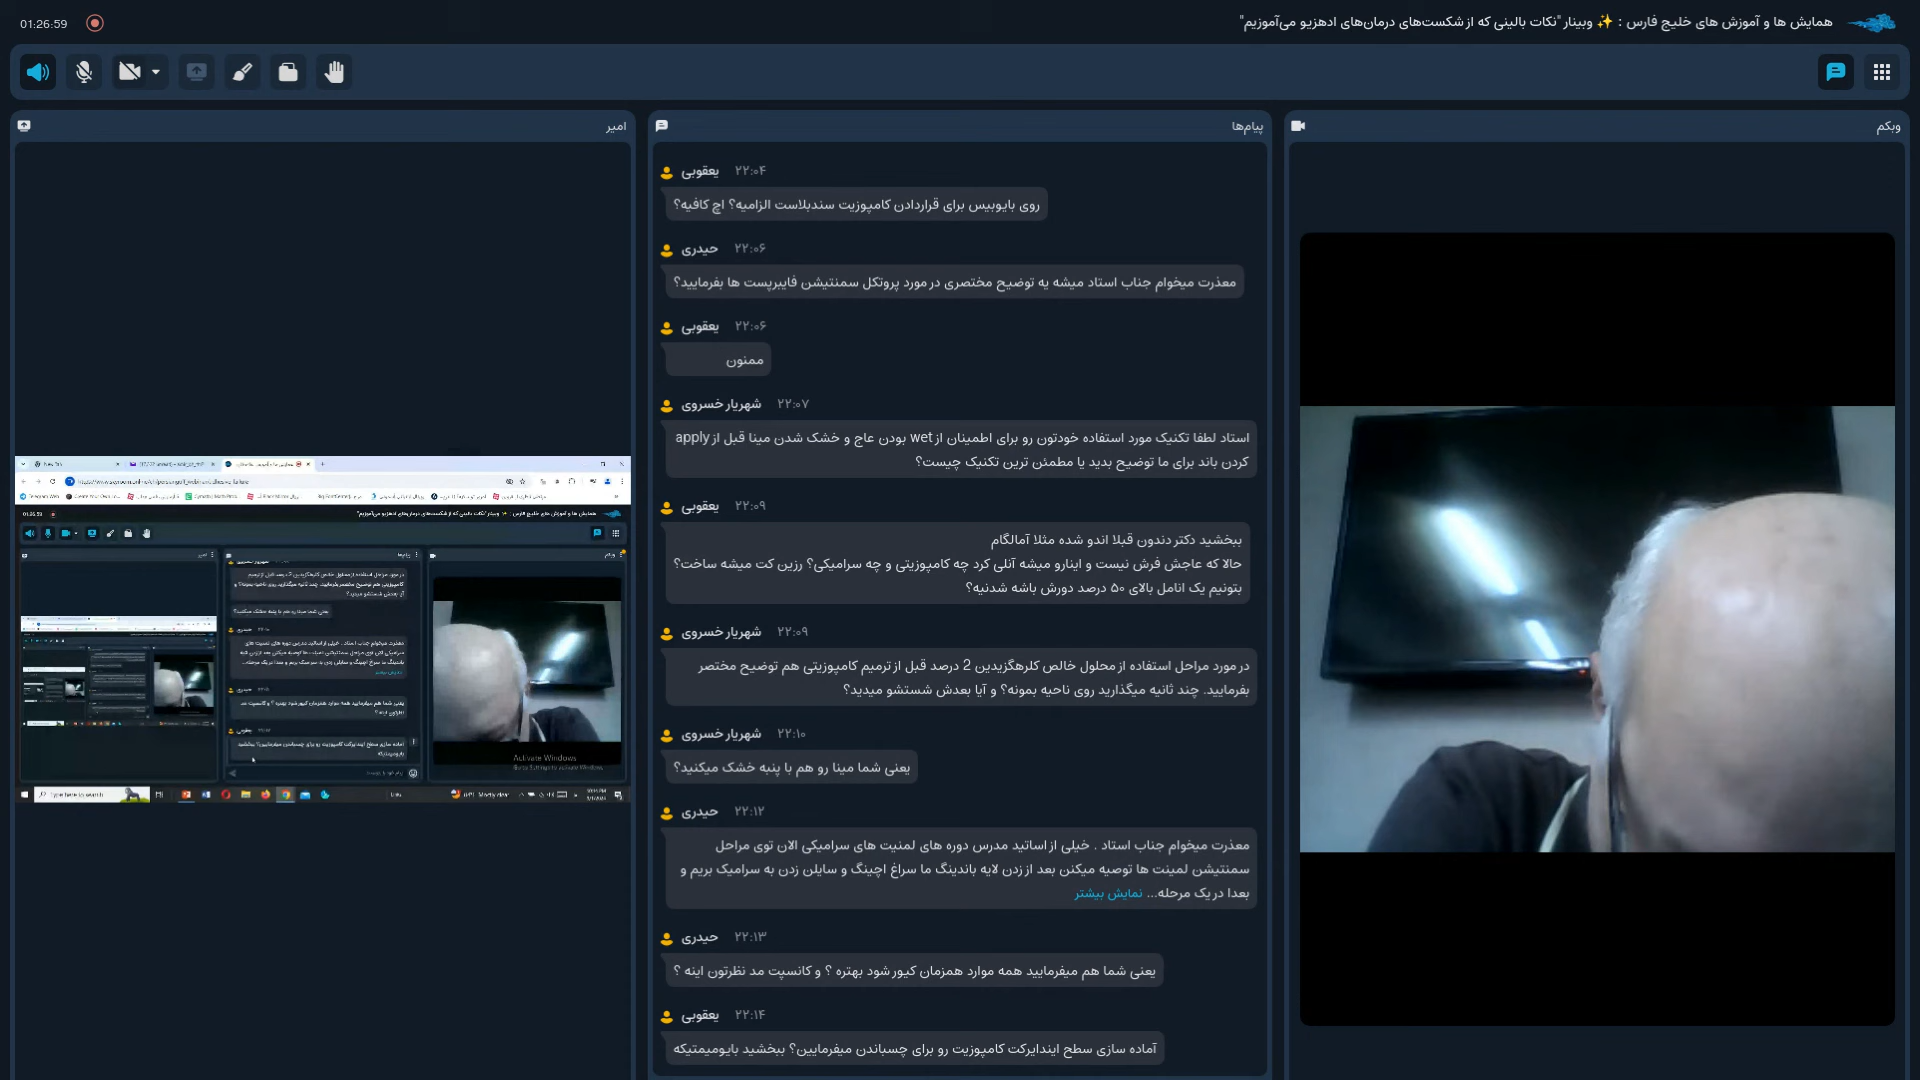 01:26:59
همایش ها و آموزش های خلیج فارس : ✨ وبینار "نکات بالینی که از شکست‌های درمان‌های ادهزیو می‌آموزیم"
وبکم
پیام‌ها
امیر
یعقوبی ۲۲:۰۴
روی بایوبیس برای قراردادن کامپوزیت سندبلاست الزامیه؟ اچ کافیه؟
حیدری ۲۲:۰۶
معذرت میخوام جناب استاد میشه یه توضیح مختصری در مورد پروتکل سمنتیشن فایبرپست ها بفرمایید؟
یعقوبی ۲۲:۰۶
ممنون
شهریار خسروی ۲۲:۰۷
استاد لطفا تکنیک مورد استفاده خودتون رو برای اطمینان از wet بودن عاج و خشک شدن مینا قبل از apply
کردن باند برای ما توضیح بدید یا مطمئن ترین تکنیک چیست؟
یعقوبی ۲۲:۰۹
ببخشید دکتر دندون قبلا اندو شده مثلا آمالگام
حالا که عاجش فرش نیست و اینارو میشه آنلی کرد چه کامپوزیتی و چه سرامیکی؟ رزین کت میشه ساخت؟
بتونیم یک انامل بالای ۵۰ درصد دورش باشه شدنیه؟
شهریار خسروی ۲۲:۰۹
در مورد مراحل استفاده از محلول خالص کلرهگزیدین 2 درصد قبل از ترمیم کامپوزیتی هم توضیح مختصر
بفرمایید. چند ثانیه میگذارید روی ناحیه بمونه؟ و آیا بعدش شستشو میدید؟
شهریار خسروی ۲۲:۱۰
یعنی شما مینا رو هم با پنبه خشک میکنید؟
حیدری ۲۲:۱۲
معذرت میخوام جناب استاد . خیلی از اساتید مدرس دوره های لمنیت های سرامیکی الان توی مراحل
سمنتیشن لمینت ها توصیه میکنن بعد از زدن لایه باندینگ ما سراغ اچینگ و سایلن زدن به سرامیک بریم و
بعدا در یک مرحله... نمایش بیشتر
حیدری ۲۲:۱۳
یعنی شما هم میفرمایید همه موارد همزمان کیور شود بهتره ؟ و کانسپت مد نظرتون اینه ؟
یعقوبی ۲۲:۱۴
آماده سازی سطح ایندایرکت کامپوزیت رو برای چسباندن میفرمایین؟ ببخشید بایومیمتیکه
Activate Windows
Type here to search
Mostly clear